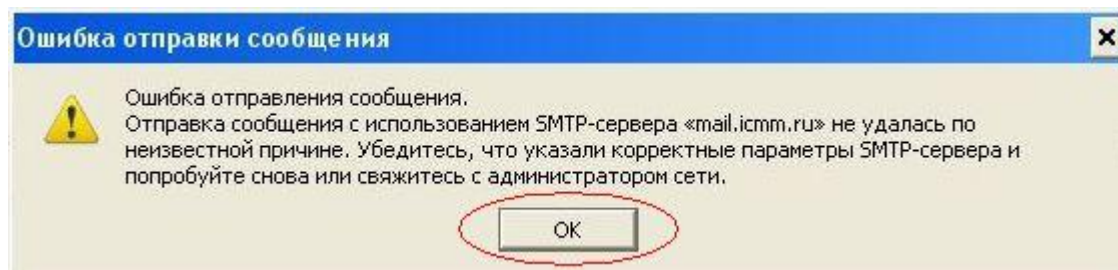 Ошибка отправки сообщения
Ошибка отправления сообщения.
Отправка сообщения с использованием SMTP-сервера «mail.icmm.ru» не удалась по
неизвестной причине. Убедитесь, что указали корректные параметры SMTP-сервера и
попробуйте снова или свяжитесь с администратором сети.
OK